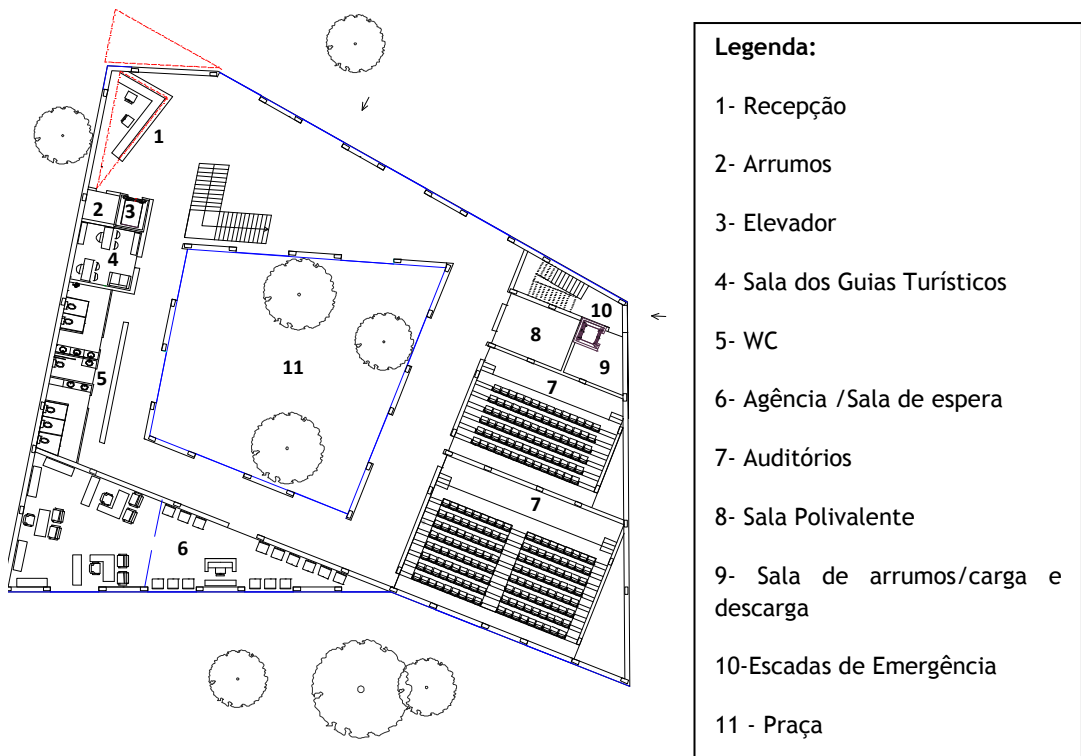 1
2
3
4
5
6
7
7
8
9
10
11
Legenda:
1- Recepção
2- Arrumos
3- Elevador
4- Sala dos Guias Turísticos
5- WC
6- Agência /Sala de espera
7- Auditórios
8- Sala Polivalente
9- Sala de arrumos/carga e
descarga
10-Escadas de Emergência
11 - Praça